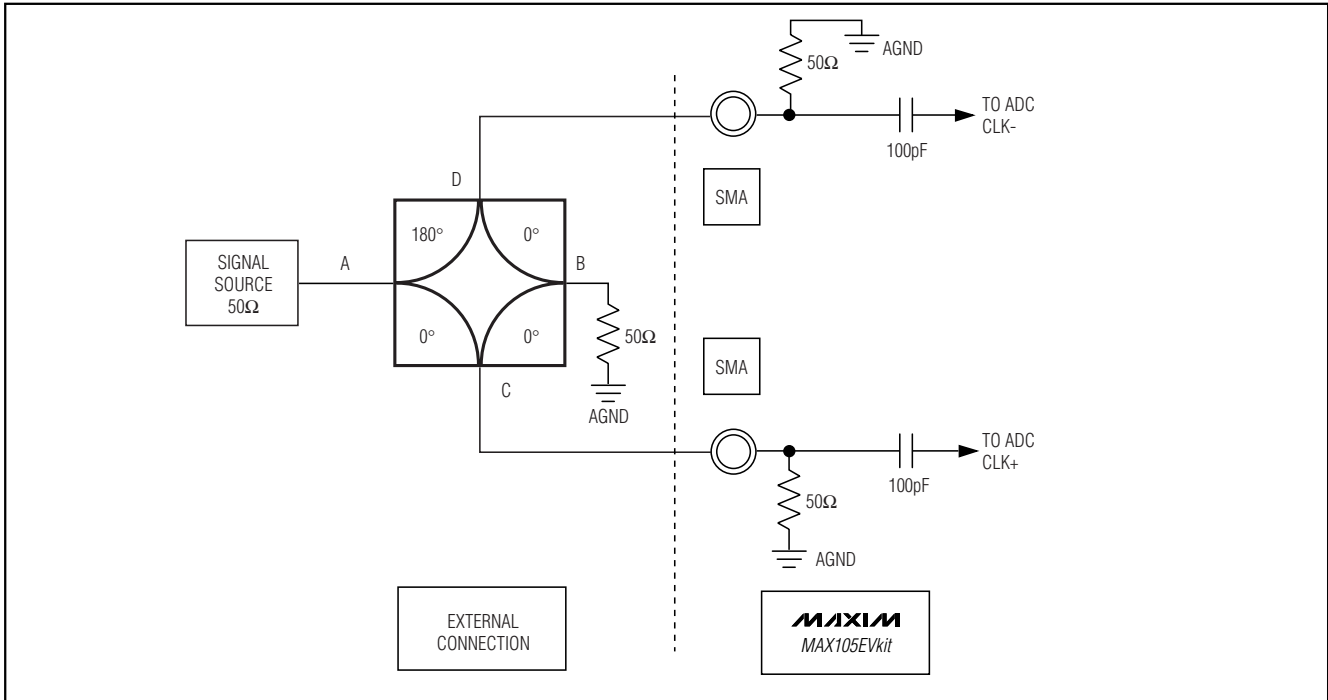 AGND
50Ω
TO ADC
CLK-
100pF
D
SMA
180°
0°
SIGNAL
SOURCE
50Ω
A
B
0°
0°
50Ω
SMA
C
AGND
TO ADC
CLK+
100pF
50Ω
AGND
EXTERNAL
CONNECTION
MAXIM
MAX105EVkit